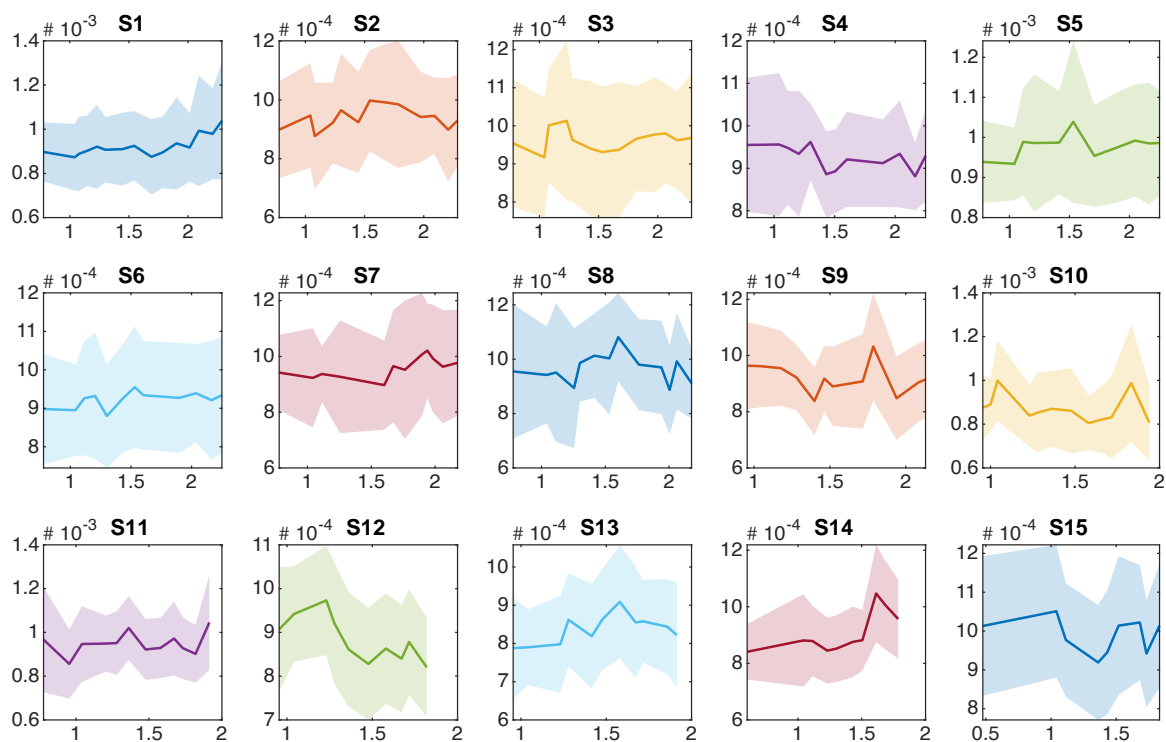 # 10^-3 S1
1.4
1.2
1
0.8
0.6
1 1.5 2
# 10^-4 S2
12
10
8
6
1 1.5 2
# 10^-4 S3
12
11
10
9
8
1 1.5 2
# 10^-4 S4
12
11
10
9
8
1 1.5 2
# 10^-3 S5
1.2
1.1
1
0.9
0.8
1 1.5 2
# 10^-4 S6
12
11
10
9
8
1 1.5 2
# 10^-4 S7
12
10
8
6
1 1.5 2
# 10^-4 S8
12
10
8
6
1 1.5 2
# 10^-4 S9
12
10
8
6
1 1.5 2
# 10^-3 S10
1.4
1.2
1
0.8
0.6
1 1.5 2
# 10^-3 S11
1.4
1.2
1
0.8
0.6
1 1.5 2
# 10^-4 S12
11
10
9
8
7
1 1.5 2
# 10^-4 S13
10
9
8
7
6
1 1.5 2
# 10^-4 S14
12
10
8
6
1 1.5 2
# 10^-4 S15
12
11
10
9
8
0.5 1 1.5